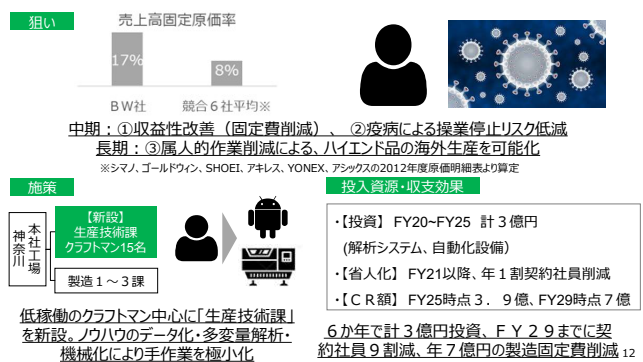 狙い
売上高固定原価率
17%
8%
ＢＷ社
競合６社平均※
中期：①収益性改善（固定費削減）、 ②疫病による操業停止リスク低減
長期：③属人的作業削減による、ハイエンド品の海外生産を可能化
※シマノ、ゴールドウィン、SHOEI、アキレス、YONEX、アシックスの2012年度原価明細表より算定
施策
神奈川
本社工場
【新設】
生産技術課
クラフトマン15名
製造１～３課
低稼働のクラフトマン中心に「生産技術課」
を新設。ノウハウのデータ化・多変量解析・
機械化により手作業を極小化
投入資源・収支効果
・【投資】 FY20~FY25 計３億円
(解析システム、自動化設備）
・【省人化】 FY21以降、年１割契約社員削減
・【ＣＲ額】 FY25時点３．９億、FY29時点７億
６か年で計３億円投資、ＦＹ２９までに契
約社員９割減、年７億円の製造固定費削減
12